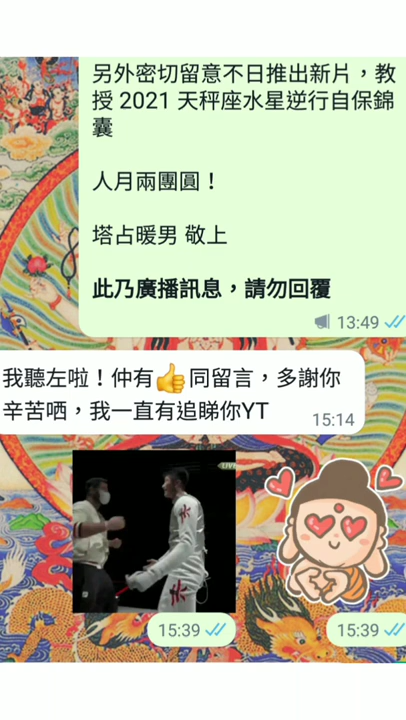 另外密切留意不日推出新片，教
授 2021 天秤座水星逆行自保錦
囊
人月兩團圓！
塔占暖男 敬上
此乃廣播訊息，請勿回覆
13:49
我聽左啦！仲有👍同留言，多謝你
辛苦哂，我一直有追睇你YT
15:14
15:39
15:39